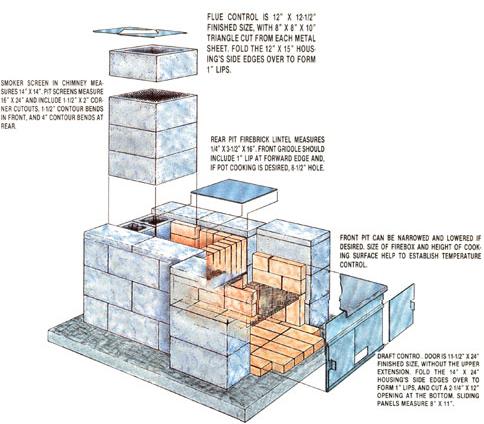 FLUE CONTROL IS 12" X 12-1/2"
FINISHED SIZE, WITH 8" X 8" X 10"
TRIANGLE CUT FROM EACH METAL
SHEET. FOLD THE 12" X 15" HOUS-
ING'S SIDE EDGES OVER TO FORM
1" LIPS.
SMOKER SCREEN IN CHIMNEY MEA-
SURES 14" X 14". PIT SCREENS MEASURE
16" X 24" AND INCLUDE 1-1/2" X 2" COR-
NER CUTOUTS, 1-1/2" CONTOUR BENDS
IN FRONT, AND 4" CONTOUR BENDS AT
REAR.
REAR PIT FIREBRICK LINTEL MEASURES
1/4" X 3-1/2" X 16". FRONT GRIDDLE SHOULD
INCLUDE 1" LIP AT FORWARD EDGE AND,
IF POT COOKING IS DESIRED, 8-1/2" HOLE.
FRONT PIT CAN BE NARROWED AND LOWERED IF
DESIRED. SIZE OF FIREBOX AND HEIGHT OF COOK-
ING SURFACE HELP TO ESTABLISH TEMPERATURE
CONTROL.
DRAFT CONTRO. DOOR IS 11-1/2" X 24"
FINISHED SIZE, WITHOUT THE UPPER
EXTENSION. FOLD THE 14" X 24"
HOUSING'S SIDE EDGES OVER TO
FORM 1" LIPS, AND CUT A 2-1/4" X 12"
OPENING AT THE BOTTOM. SLIDING
PANELS MEASURE 8" X 11".